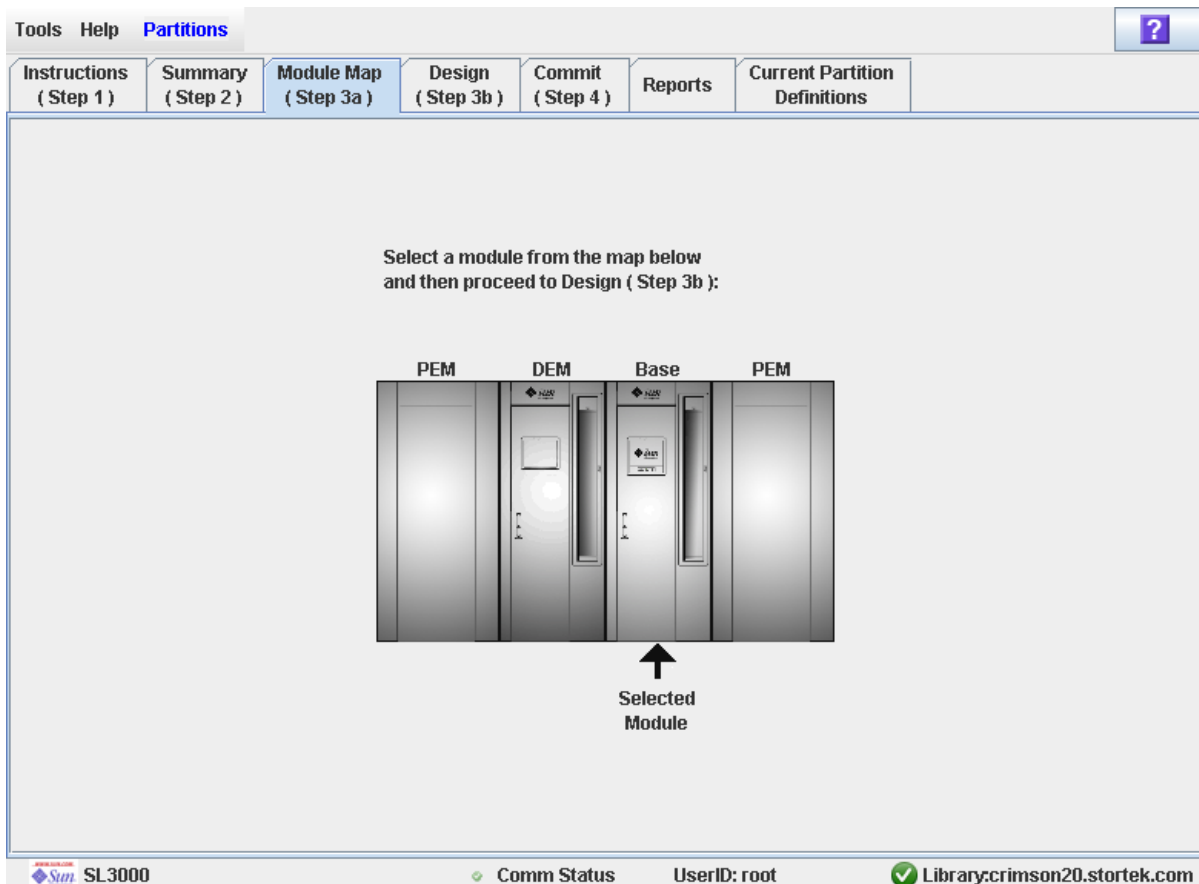 Tools Help Partitions
?
Instructions
( Step 1 )
Summary
( Step 2 )
Module Map
( Step 3a )
Design
( Step 3b )
Commit
( Step 4 )
Reports
Current Partition
Definitions
Select a module from the map below
and then proceed to Design ( Step 3b ):
PEM DEM Base PEM
Sun
Selected
Module
Sun SL3000 Comm Status UserID: root Library:crimson20.stortek.com